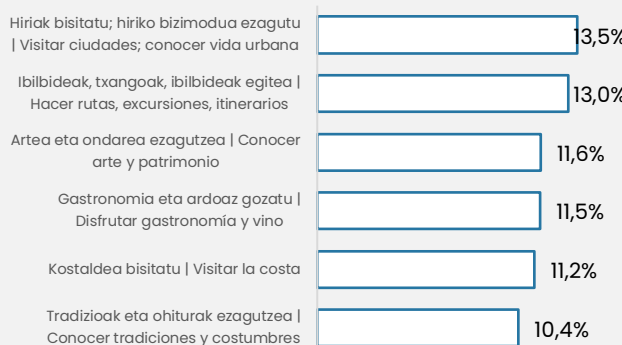 Hiriak bisitatu; hiriko bizimodua ezagutu
| Visitar ciudades; conocer vida urbana
13,5%
Ibilbideak, txangoak, ibilbideak egitea |
Hacer rutas, excursiones, itinerarios
13,0%
Artea eta ondarea ezagutzea | Conocer
arte y patrimonio
11,6%
Gastronomia eta ardoaz gozatu |
Disfrutar gastronomía y vino
11,5%
Kostaldea bisitatu | Visitar la costa
11,2%
Tradizioak eta ohiturak ezagutzea |
Conocer tradiciones y costumbres
10,4%